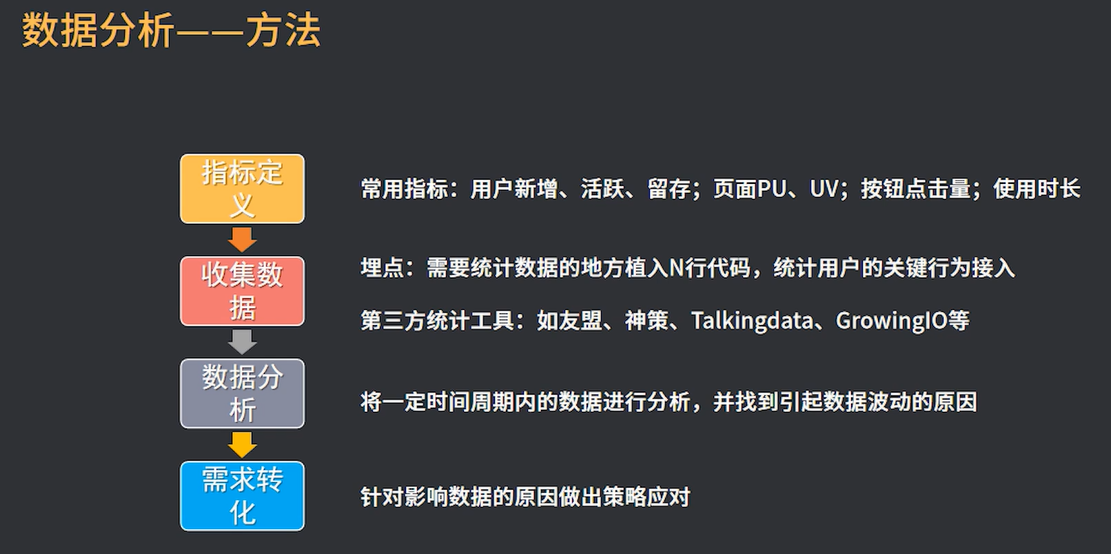 数据分析——方法
指标定
义
常用指标：用户新增、活跃、留存；页面PU、UV；按钮点击量；使用时长
收集数
据
埋点：需要统计数据的地方植入N行代码，统计用户的关键行为接入
第三方统计工具：如友盟、神策、Talkingdata、GrowingIO等
数据分
析
将一定时间周期内的数据进行分析，并找到引起数据波动的原因
需求转
化
针对影响数据的原因做出策略应对